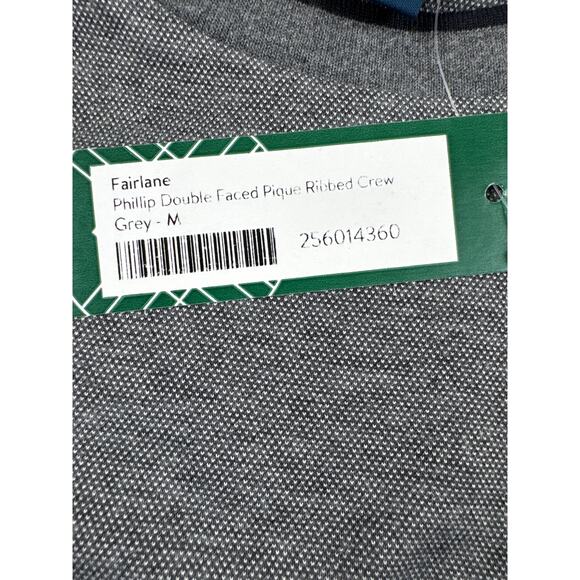 Fairlane
Phillip Double Faced Pique Ribbed Crew
Grey - M
256014360